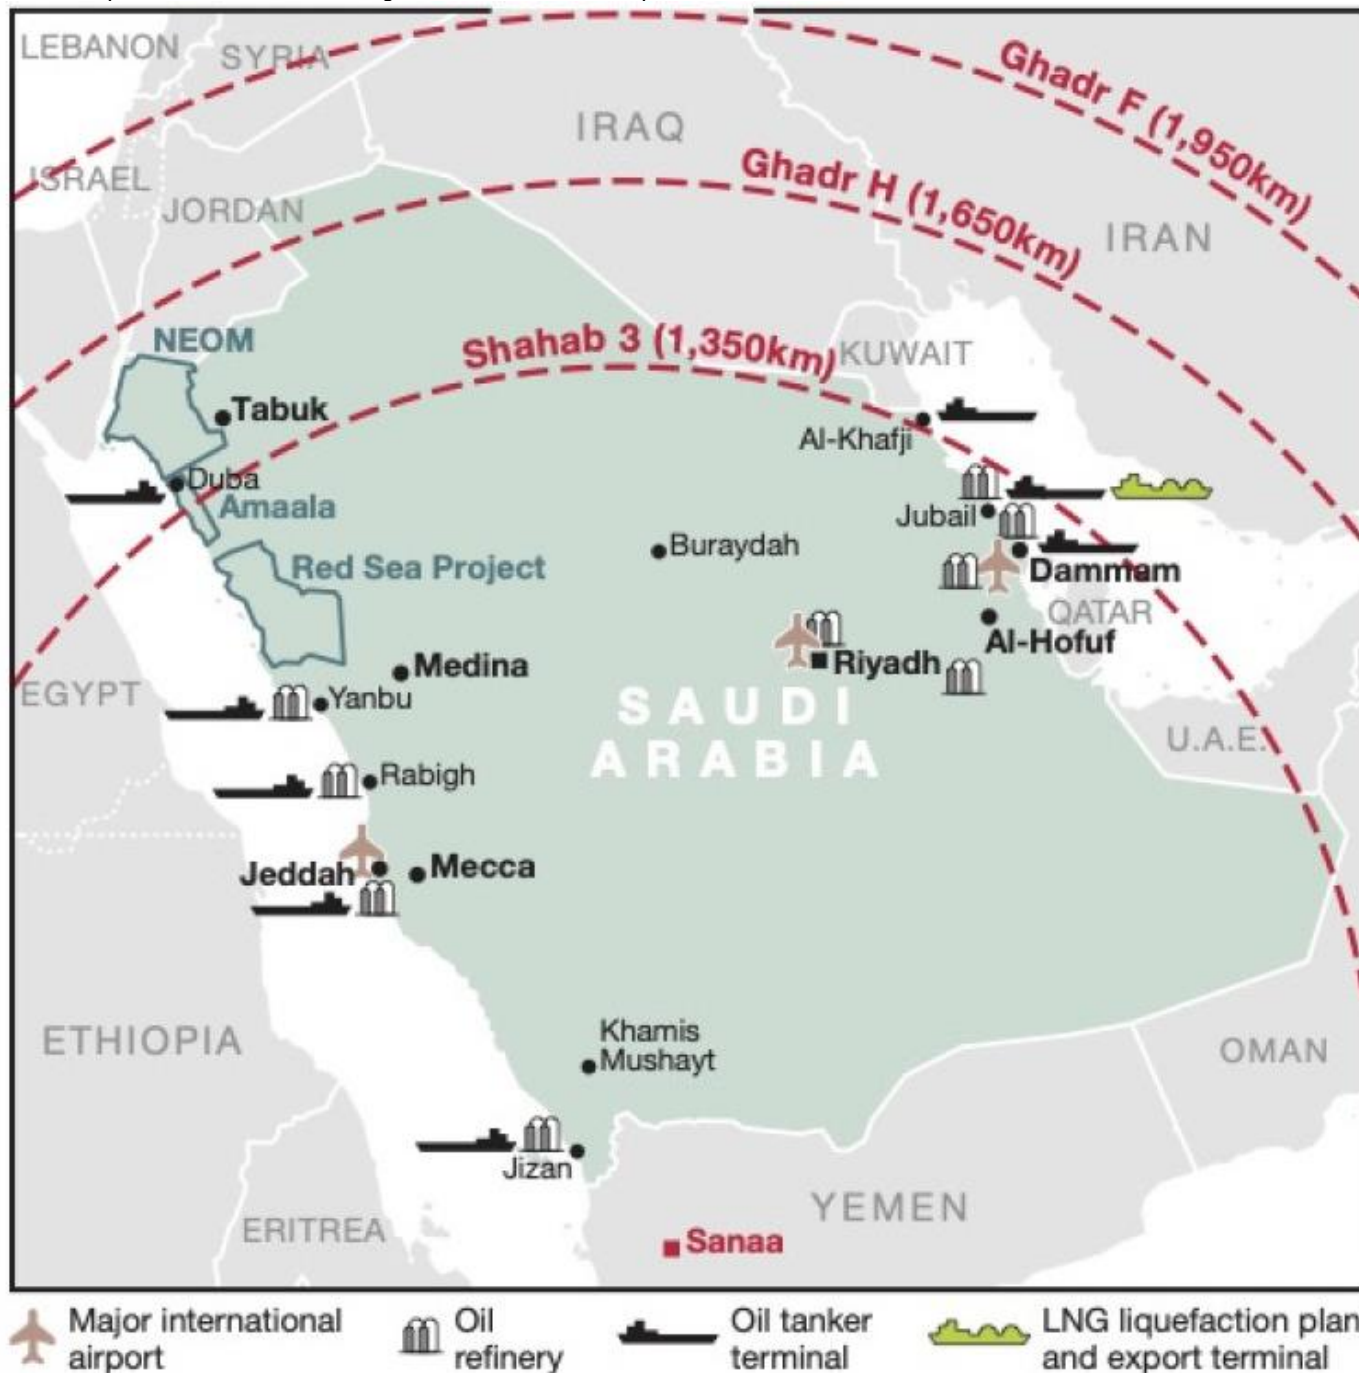 LEBANON
SYRIA
Ghadr F (1,950km)
IRAQ
Ghadr H (1,650km)
ISRAEL
JORDAN
IRAN
NEOM
Shahab 3 (1,350km)
KUWAIT
Tabuk
Al-Khafji
Duba
Amaala
Jubail
Buraydah
Red Sea Project
Dammam
QATAR
Al-Hofuf
Medina
Riyadh
EGYPT
Yanbu
SAUDI
ARABIA
U.A.E.
Rabigh
Jeddah
Mecca
Khamis
Mushayt
ETHIOPIA
OMAN
Jizan
YEMEN
ERITREA
Sanaa
Major international
airport
Oil
refinery
Oil tanker
terminal
LNG liquefaction plan
and export terminal